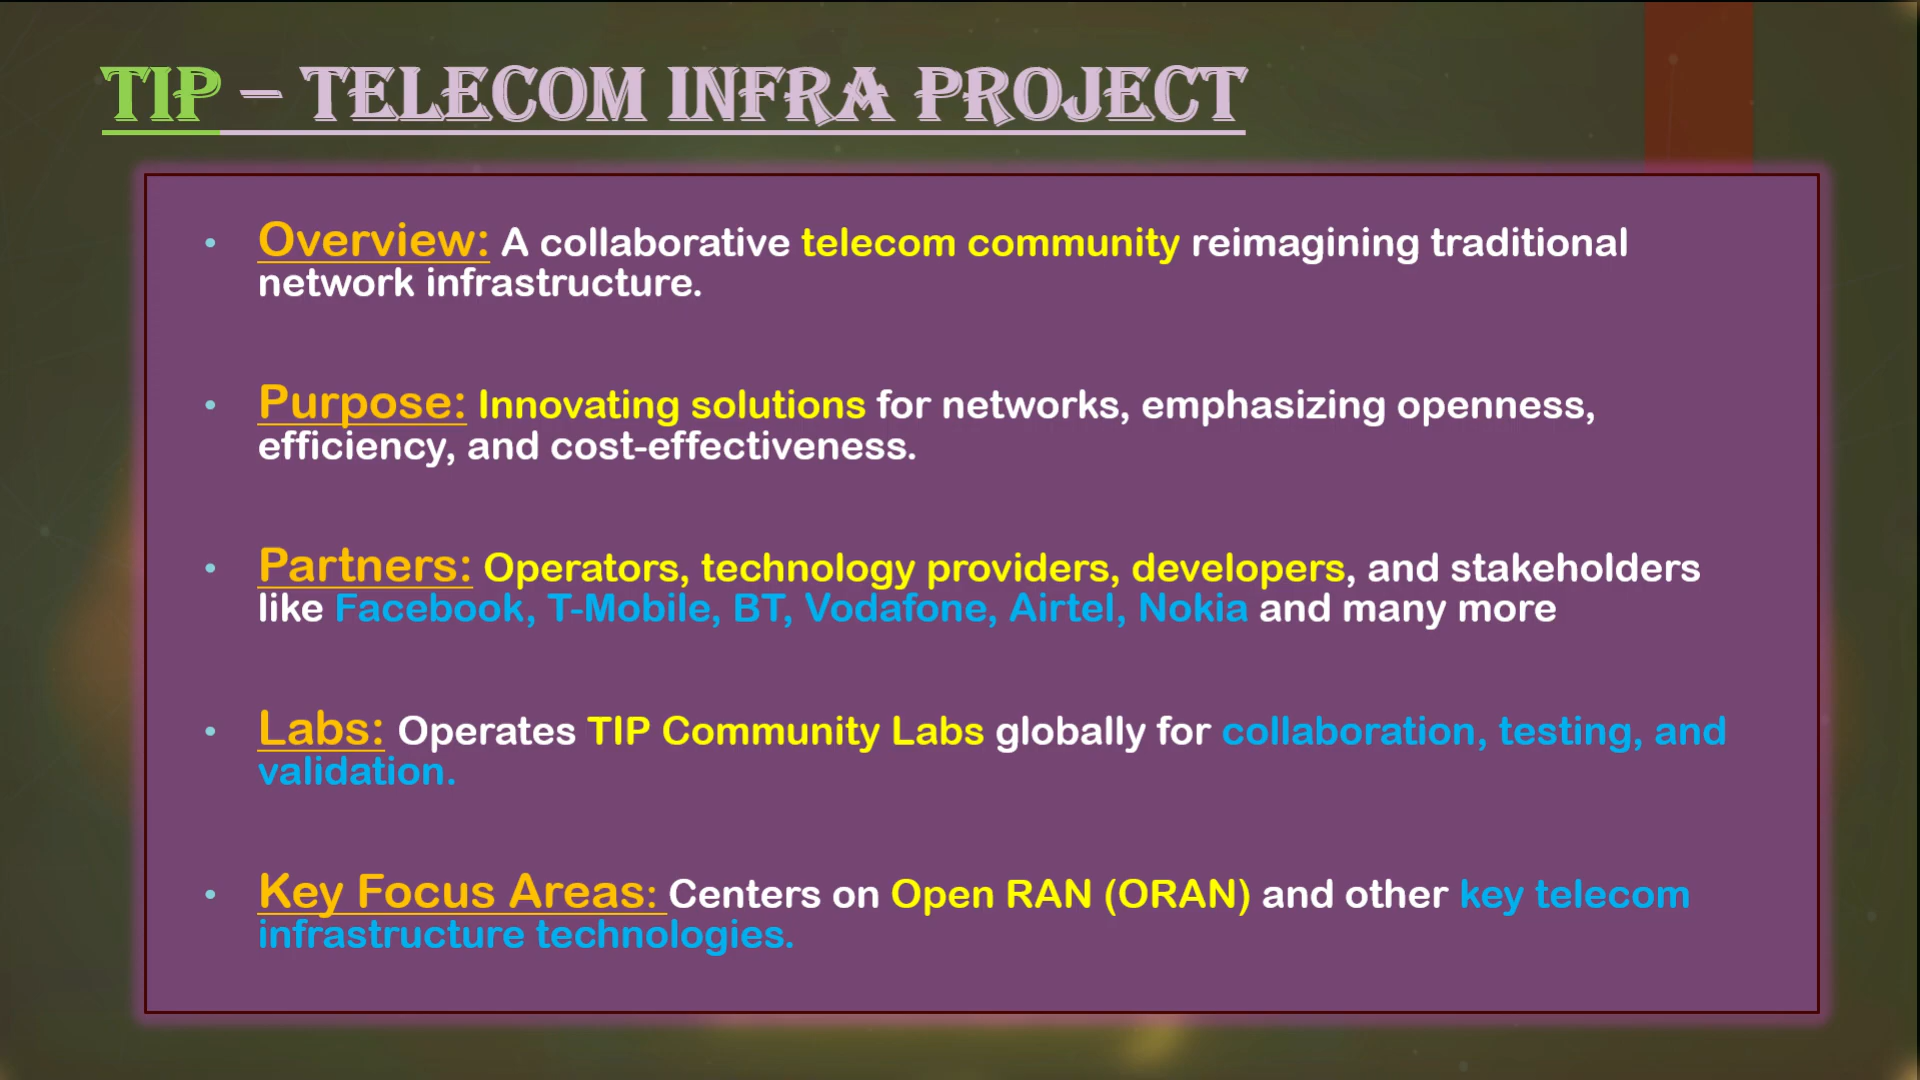 TIP – TELECOM INFRA PROJECT
• Overview: A collaborative telecom community reimagining traditional
network infrastructure.
• Purpose: Innovating solutions for networks, emphasizing openness,
efficiency, and cost-effectiveness.
• Partners: Operators, technology providers, developers, and stakeholders
like Facebook, T-Mobile, BT, Vodafone, Airtel, Nokia and many more
• Labs: Operates TIP Community Labs globally for collaboration, testing, and
validation.
• Key Focus Areas: Centers on Open RAN (ORAN) and other key telecom
infrastructure technologies.